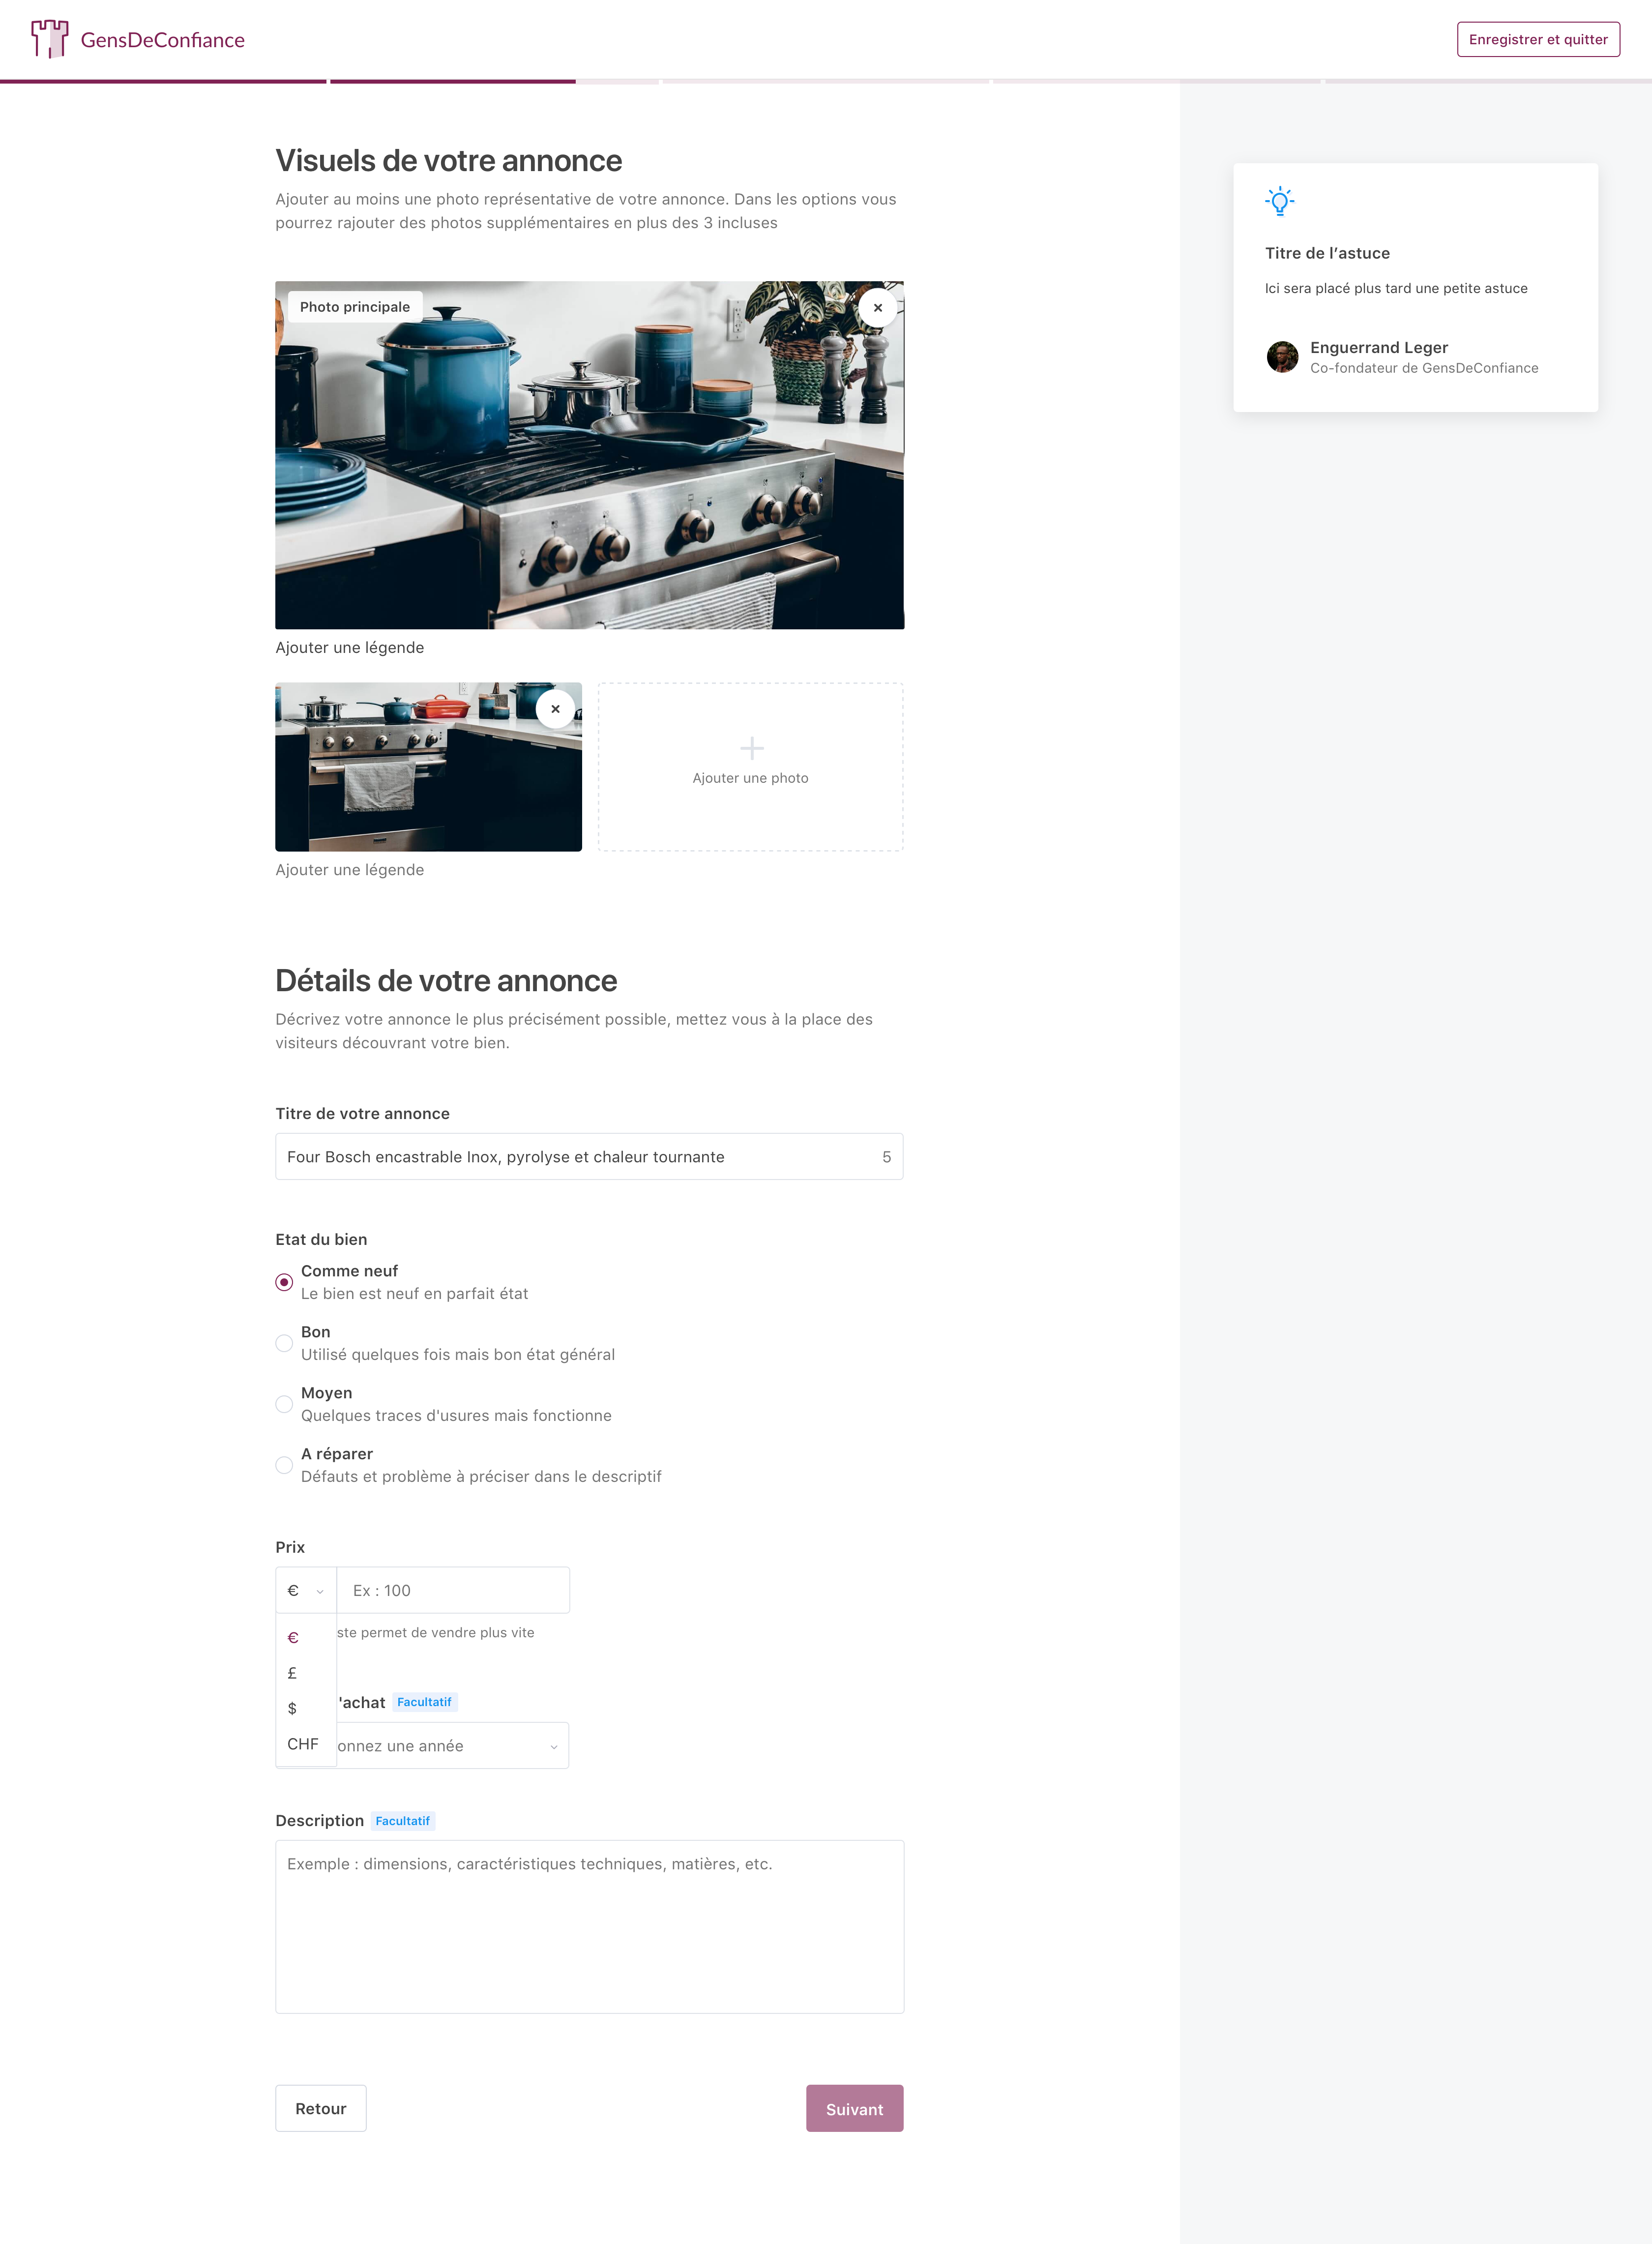 GensDeConfiance
Enregistrer et quitter
Visuels de votre annonce
Ajouter au moins une photo représentative de votre annonce. Dans les options vous
pourrez rajouter des photos supplémentaires en plus des 3 incluses
Photo principale
Ajouter une légende
Ajouter une photo
Ajouter une légende
Détails de votre annonce
Décrivez votre annonce le plus précisément possible, mettez vous à la place des
visiteurs découvrant votre bien.
Titre de votre annonce
Four Bosch encastrable Inox, pyrolyse et chaleur tournante 5
Etat du bien
Comme neuf
Le bien est neuf en parfait état
Bon
Utilisé quelques fois mais bon état général
Moyen
Quelques traces d'usures mais fonctionne
A réparer
Défauts et problème à préciser dans le descriptif
Prix
€ Ex : 100
ste permet de vendre plus vite
€
£
$
CHF
'achat Facultatif
onnez une année
Description Facultatif
Exemple : dimensions, caractéristiques techniques, matières, etc.
Retour
Suivant
Titre de l’astuce
Ici sera placé plus tard une petite astuce
Enguerrand Leger
Co-fondateur de GensDeConfiance